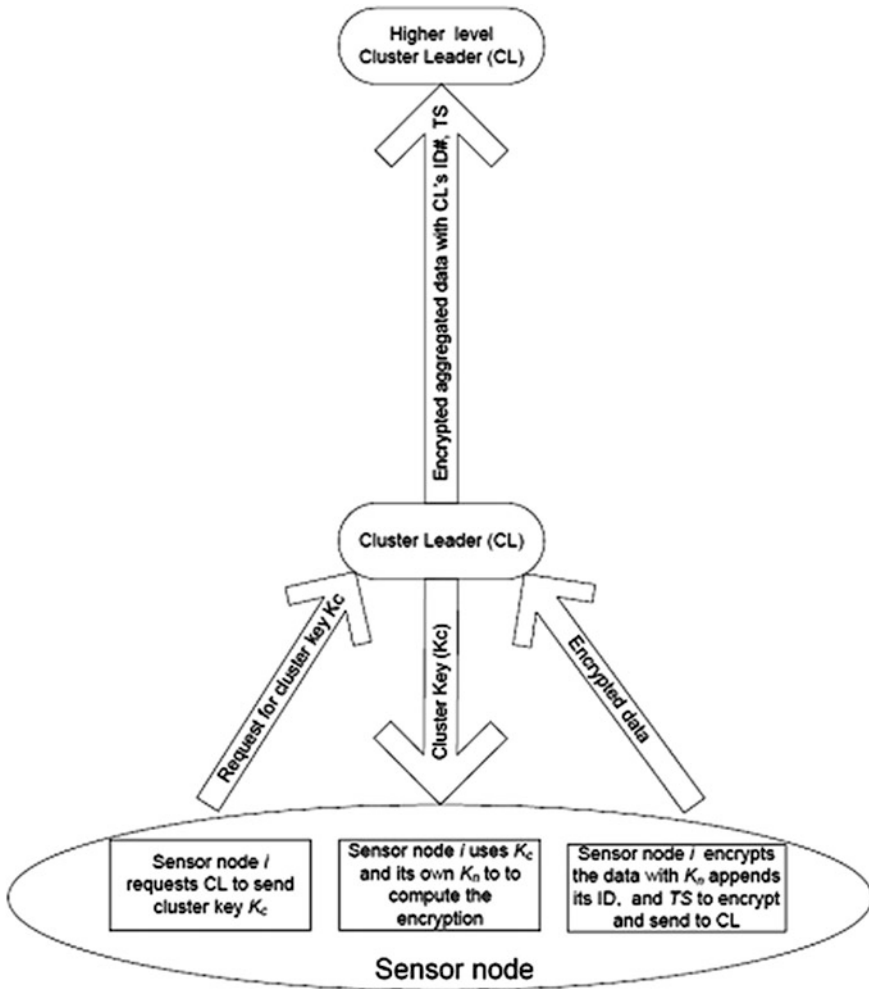 Higher level
Cluster Leader (CL)
Encrypted aggregated data with CL's ID#, TS
Cluster Leader (CL)
Request for cluster key Kc
Cluster Key (Kc)
Encrypted data
Sensor node i
requests CL to send
cluster key Kc
Sensor node i uses Kc
and its own Kn to to
compute the
encryption
Sensor node i encrypts
the data with Kn appends
its ID, and TS to encrypt
and send to CL
Sensor node